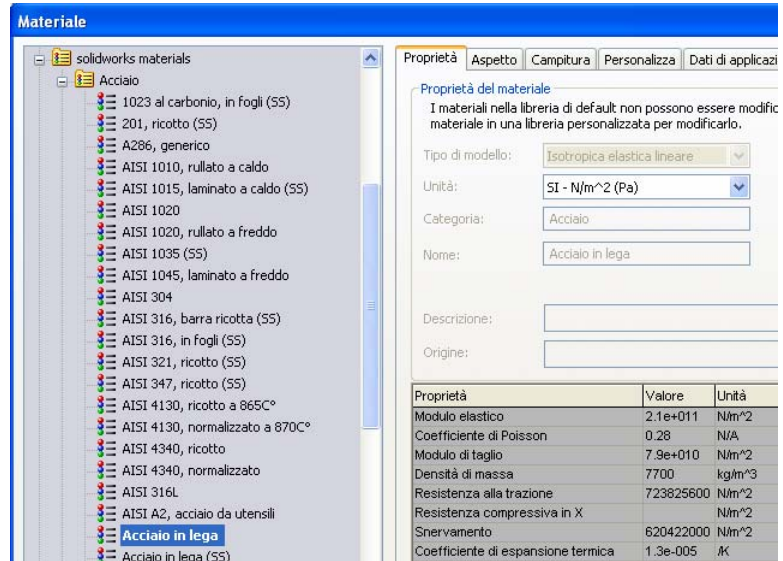 Materiale
solidworks materials
Acciaio
1023 al carbonio, in fogli (SS)
201, ricotto (SS)
A286, generico
AISI 1010, rullato a caldo
AISI 1015, laminato a caldo (SS)
AISI 1020
AISI 1020, rullato a freddo
AISI 1035 (SS)
AISI 1045, laminato a freddo
AISI 304
AISI 316, barra ricotta (SS)
AISI 316, in fogli (SS)
AISI 321, ricotto (SS)
AISI 347, ricotto (SS)
AISI 4130, ricotto a 865C°
AISI 4130, normalizzato a 870C°
AISI 4340, ricotto
AISI 4340, normalizzato
AISI 316L
AISI A2, acciaio da utensili
Acciaio in lega
Acciaio in lega (SS)
Proprietà Aspetto Campitura Personalizza Dati di applicazi
Proprietà del materiale
I materiali nella libreria di default non possono essere modific
materiale in una libreria personalizzata per modificarlo.
Tipo di modello: Isotropica elastica lineare
Unità: SI - N/m^2 (Pa)
Categoria: Acciaio
Nome: Acciaio in lega
Descrizione:
Origine:
Proprietà Valore Unità
Modulo elastico 2.1e+011 N/m^2
Coefficiente di Poisson 0.28 N/A
Modulo di taglio 7.9e+010 N/m^2
Densità di massa 7700 kg/m^3
Resistenza alla trazione 723825600 N/m^2
Resistenza compressiva in X N/m^2
Snervamento 620422000 N/m^2
Coefficiente di espansione termica 1.3e-005 /K